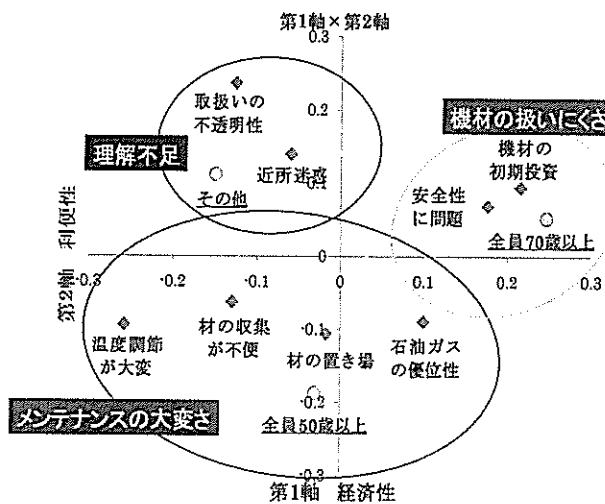 第1軸×第2軸
0.3
取扱いの
不透明性
0.2
機材の扱いにくさ
理解不足
近所迷惑
機材の
初期投資
その他
0.1
安全性
に問題
全員70歳以上
第2軸 利便性
-0.3
-0.2
-0.1
0
0
0.1
0.2
0.3
温度調節
が大変
材の収集
が不便
-0.1
材の置き場
石油ガス
の優位性
メンテナンスの大変さ
-0.2
全員50歳以上
-0.3
第1軸 経済性